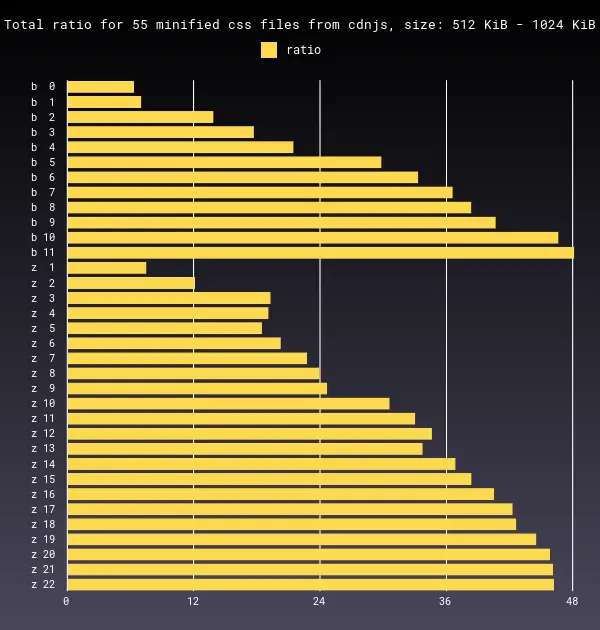 Total ratio for 55 minified css files from cdnjs, size: 512 KiB - 1024 KiB
ratio
b 0
b 1
b 2
b 3
b 4
b 5
b 6
b 7
b 8
b 9
b 10
b 11
z 1
z 2
z 3
z 4
z 5
z 6
z 7
z 8
z 9
z 10
z 11
z 12
z 13
z 14
z 15
z 16
z 17
z 18
z 19
z 20
z 21
z 22
0 12 24 36 48